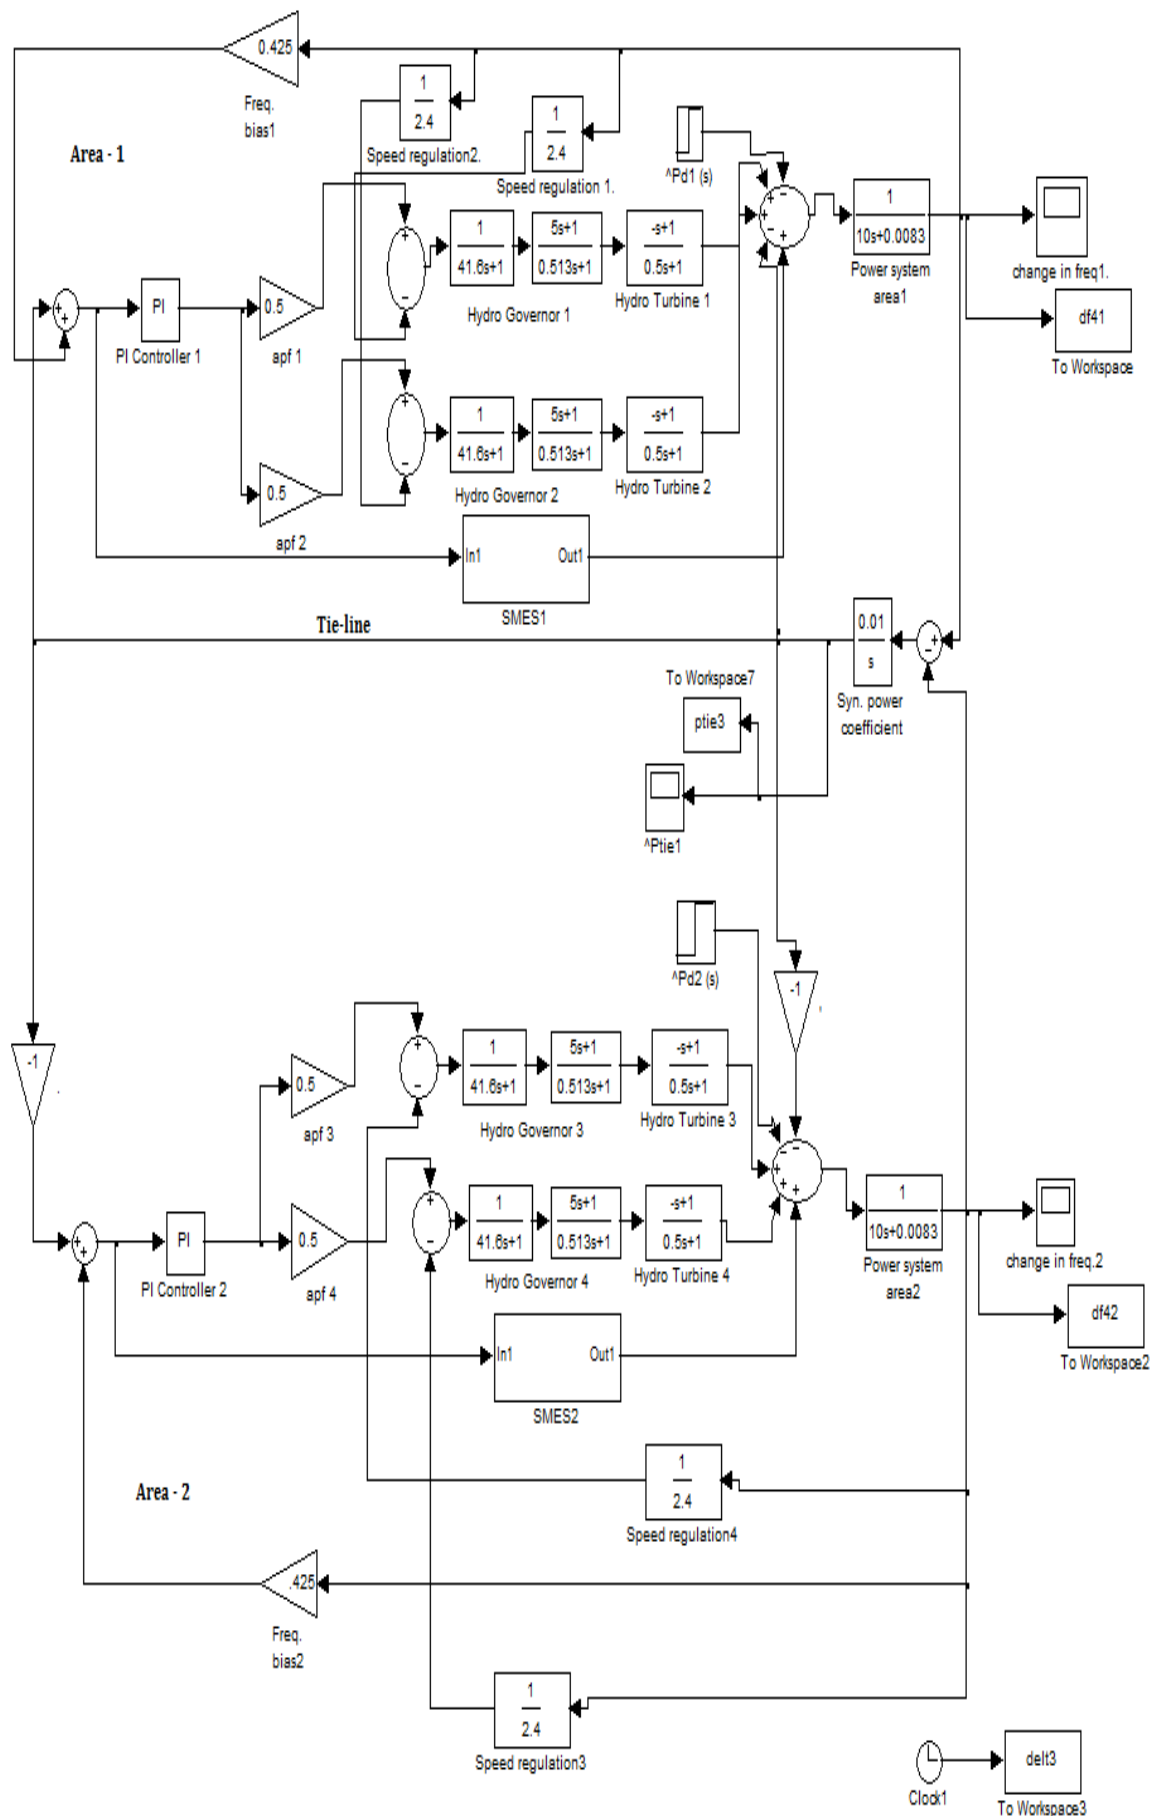 0.425
Freq.
bias1
Area - 1
1
2.4
Speed regulation2.
1
2.4
Speed regulation 1.
^Pd1 (s)
+
−
+
−
+
1
10s+0.0083
Power system
area1
change in freq1.
df41
To Workspace
+
+
PI
PI Controller 1
0.5
apf 1
+
−
1
41.6s+1
Hydro Governor 1
5s+1
0.513s+1
-s+1
0.5s+1
Hydro Turbine 1
0.5
apf 2
+
−
1
41.6s+1
Hydro Governor 2
5s+1
0.513s+1
-s+1
0.5s+1
Hydro Turbine 2
In1
Out1
SMES1
Tie-line
0.01
s
Syn. power
coefficient
+
−
To Workspace7
ptie3
^Ptie1
^Pd2 (s)
-1
-1
0.5
apf 3
+
−
1
41.6s+1
Hydro Governor 3
5s+1
0.513s+1
-s+1
0.5s+1
Hydro Turbine 3
−
−
+
+
+
1
10s+0.0083
Power system
area2
change in freq.2
df42
To Workspace2
+
+
PI
PI Controller 2
0.5
apf 4
+
−
1
41.6s+1
Hydro Governor 4
5s+1
0.513s+1
-s+1
0.5s+1
Hydro Turbine 4
In1
Out1
SMES2
Area - 2
1
2.4
Speed regulation4
.425
Freq.
bias2
1
2.4
Speed regulation3
Clock1
delt3
To Workspace3